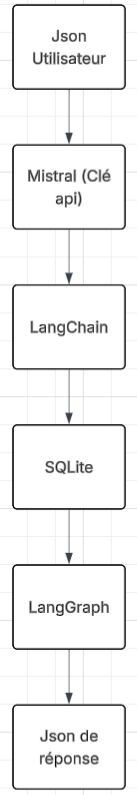 Json
Utilisateur
Mistral (Clé
api)
LangChain
SQLite
LangGraph
Json de
réponse